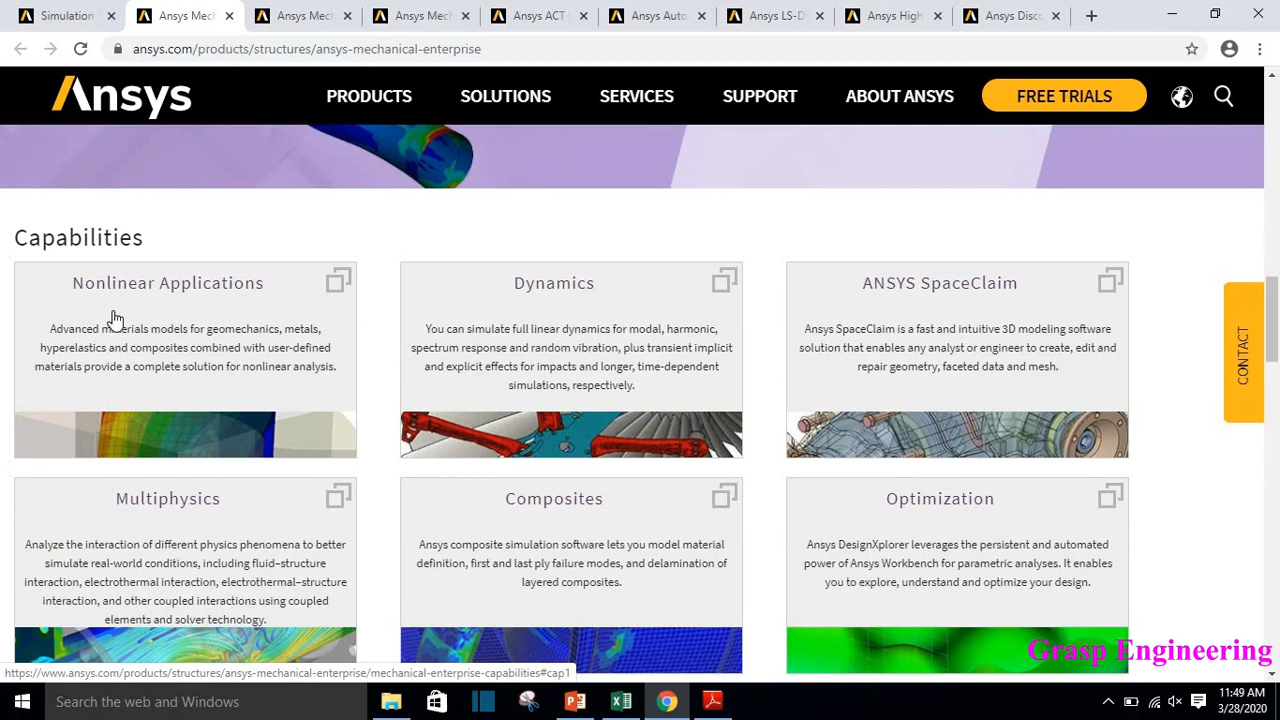 Simulation
Ansys Mech
Ansys Mech
Ansys Mech
Ansys ACT
Ansys Auto
Ansys LS-D
Ansys High
Ansys Disco
ansys.com/products/structures/ansys-mechanical-enterprise
Ansys
PRODUCTS
SOLUTIONS
SERVICES
SUPPORT
ABOUT ANSYS
FREE TRIALS
Capabilities
Nonlinear Applications
Advanced materials models for geomechanics, metals,
hyperelastics and composites combined with user-defined
materials provide a complete solution for nonlinear analysis.
Dynamics
You can simulate full linear dynamics for modal, harmonic,
spectrum response and random vibration, plus transient implicit
and explicit effects for impacts and longer, time-dependent
simulations, respectively.
ANSYS SpaceClaim
Ansys SpaceClaim is a fast and intuitive 3D modeling software
solution that enables any analyst or engineer to create, edit and
repair geometry, faceted data and mesh.
CONTACT
Multiphysics
Analyze the interaction of different physics phenomena to better
simulate real-world conditions, including fluid–structure
interaction, electrothermal interaction, electrothermal–structure
interaction, and other coupled interactions using coupled
elements and solver technology.
Composites
Ansys composite simulation software lets you model material
definition, first and last ply failure modes, and delamination of
layered composites.
Optimization
Ansys DesignXplorer leverages the persistent and automated
power of Ansys Workbench for parametric analyses. It enables
you to explore, understand and optimize your design.
Grasp Engineering
https://www.ansys.com/products/structures/ansys-mechanical-enterprise/mechanical-enterprise-capabilities#cap1
Search the web and Windows
11:49 AM
3/28/2020